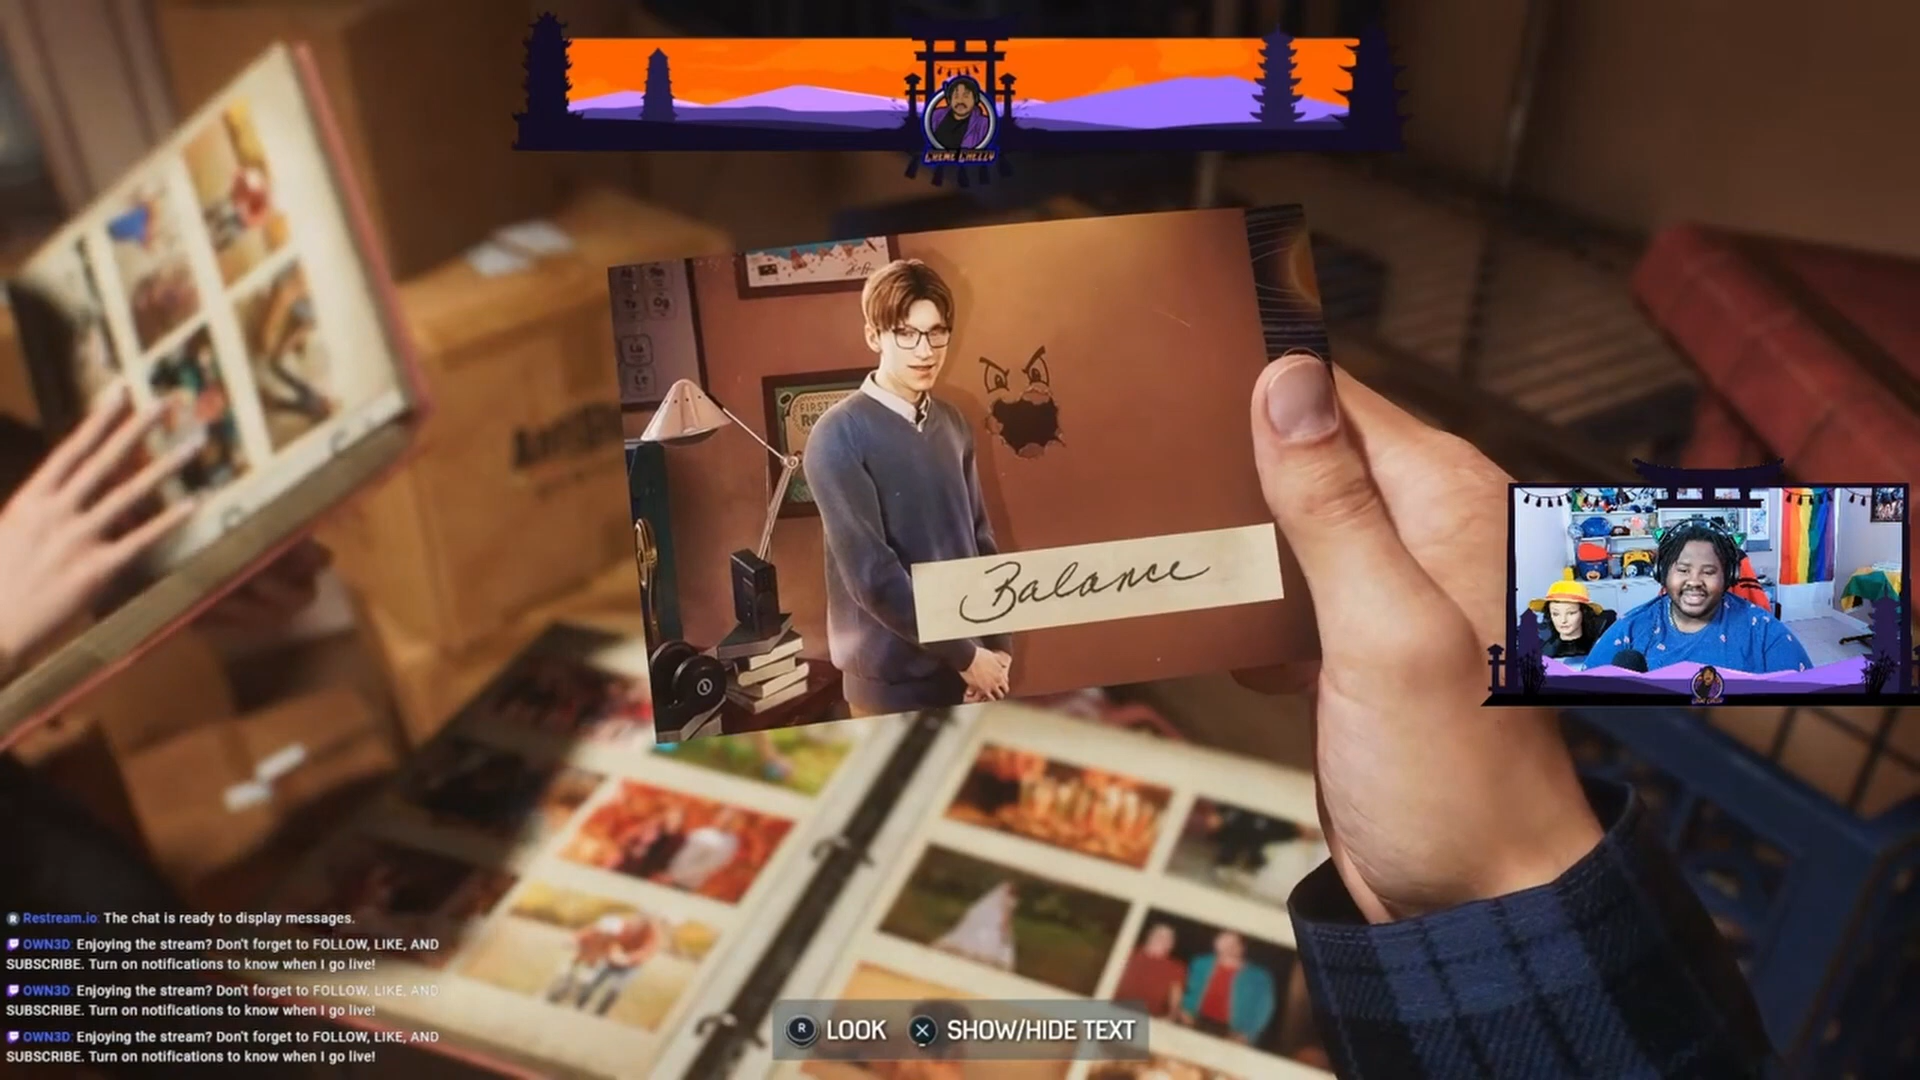 FIRST
Balance
Restream.io: The chat is ready to display messages.
OWN3D: Enjoying the stream? Don't forget to FOLLOW, LIKE, AND
SUBSCRIBE. Turn on notifications to know when I go live!
OWN3D: Enjoying the stream? Don't forget to FOLLOW, LIKE, AND
SUBSCRIBE. Turn on notifications to know when I go live!
OWN3D: Enjoying the stream? Don't forget to FOLLOW, LIKE, AND
SUBSCRIBE. Turn on notifications to know when I go live!
R LOOK X SHOW/HIDE TEXT